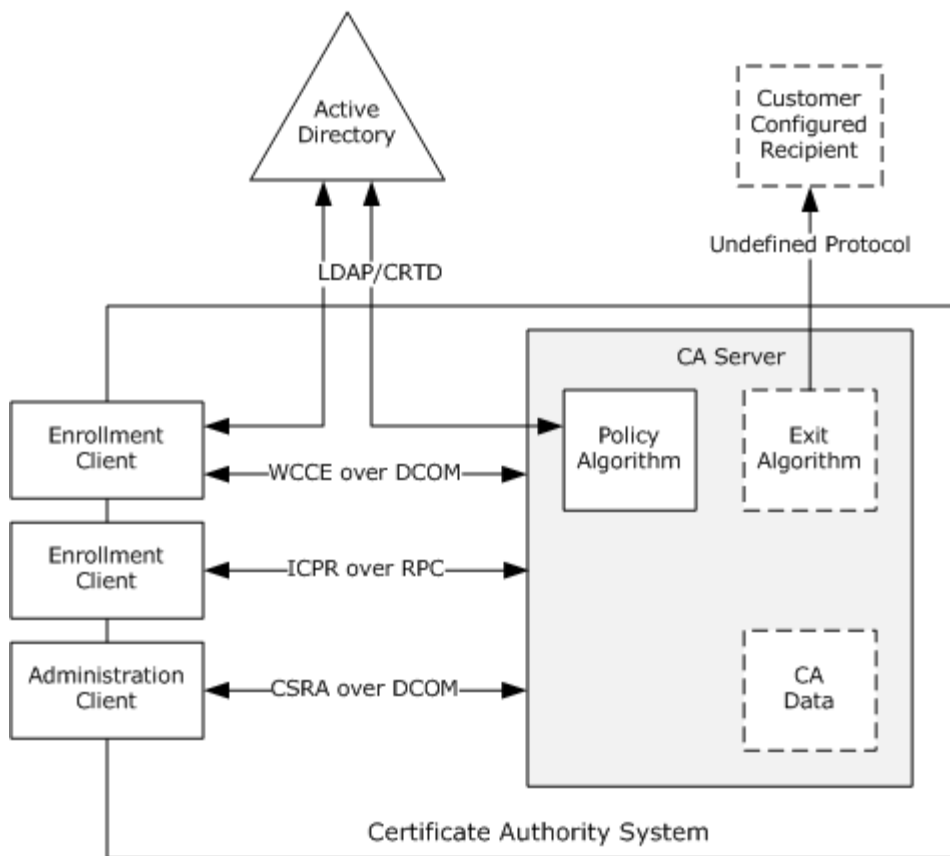 Active
Directory
Customer
Configured
Recipient
Undefined Protocol
LDAP/CRTD
CA Server
Enrollment
Client
Policy
Algorithm
Exit
Algorithm
WCCE over DCOM
Enrollment
Client
ICPR over RPC
Administration
Client
CSRA over DCOM
CA
Data
Certificate Authority System